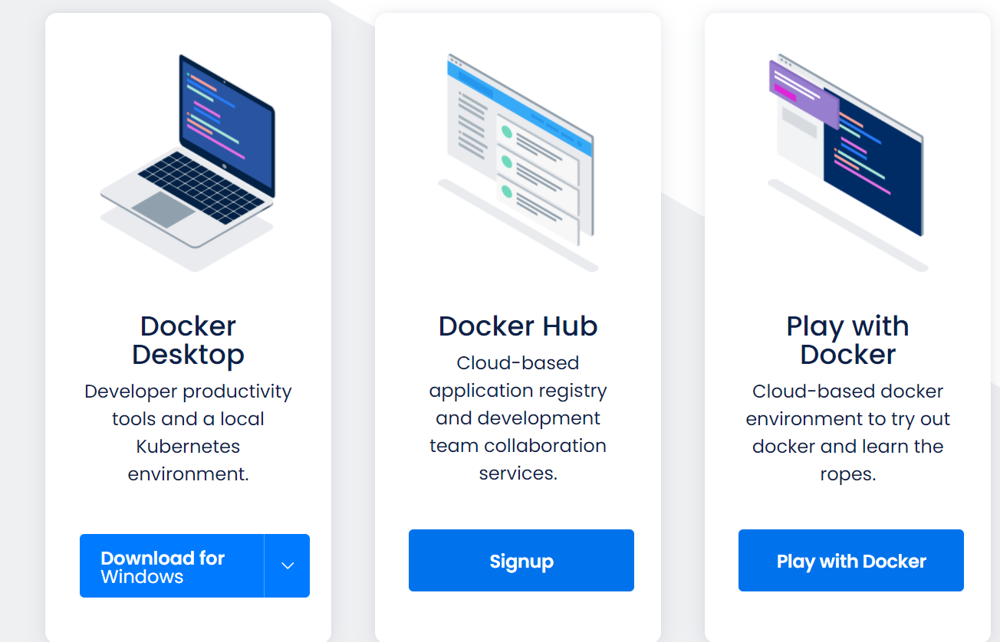 Docker
Desktop
Developer productivity
tools and a local
Kubernetes
environment.
Download for
Windows
Docker Hub
Cloud-based
application registry
and development
team collaboration
services.
Signup
Play with
Docker
Cloud-based docker
environment to try out
docker and learn the
ropes.
Play with Docker